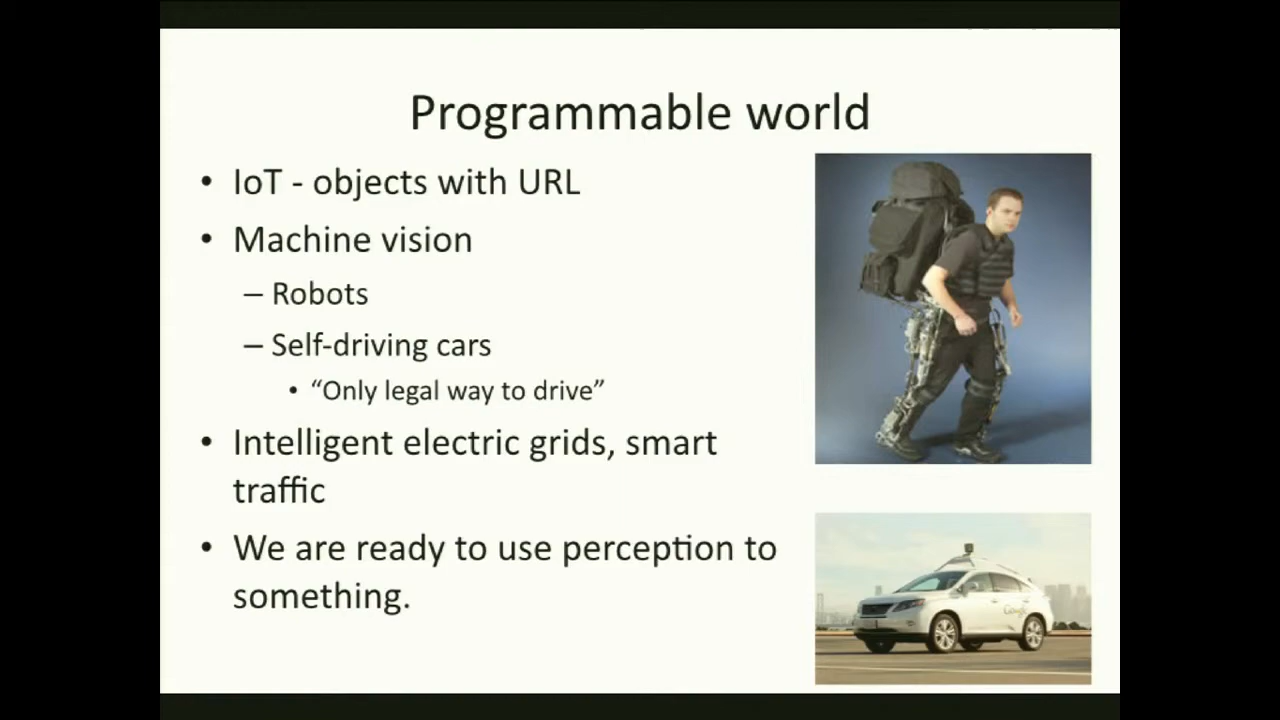 Programmable world
• IoT - objects with URL
• Machine vision
– Robots
– Self-driving cars
• “Only legal way to drive”
• Intelligent electric grids, smart
traffic
• We are ready to use perception to
something.
Google